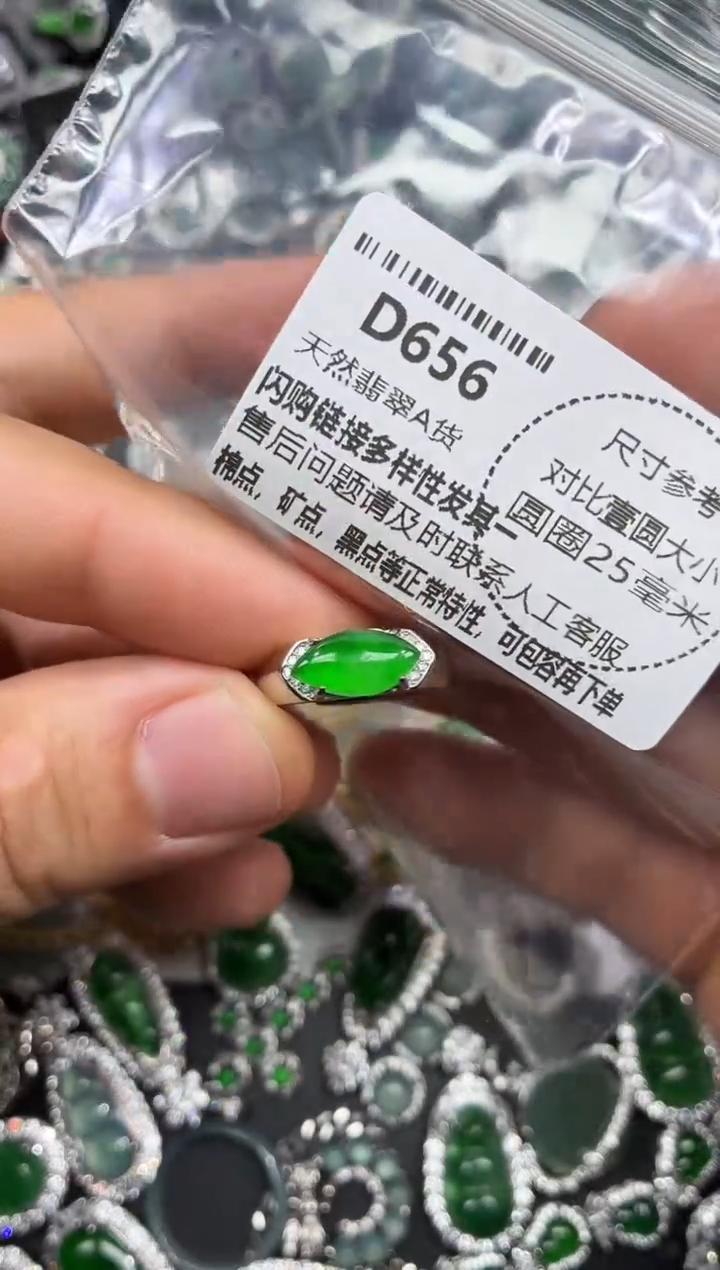 D656
天然翡翠A货
闪购链接多样性发其一
售后问题请及时联系人工客服
棉点，矿点，黑点等正常特性，可包容再下单
尺寸参考
对比壹圆大小
圆圈25毫米